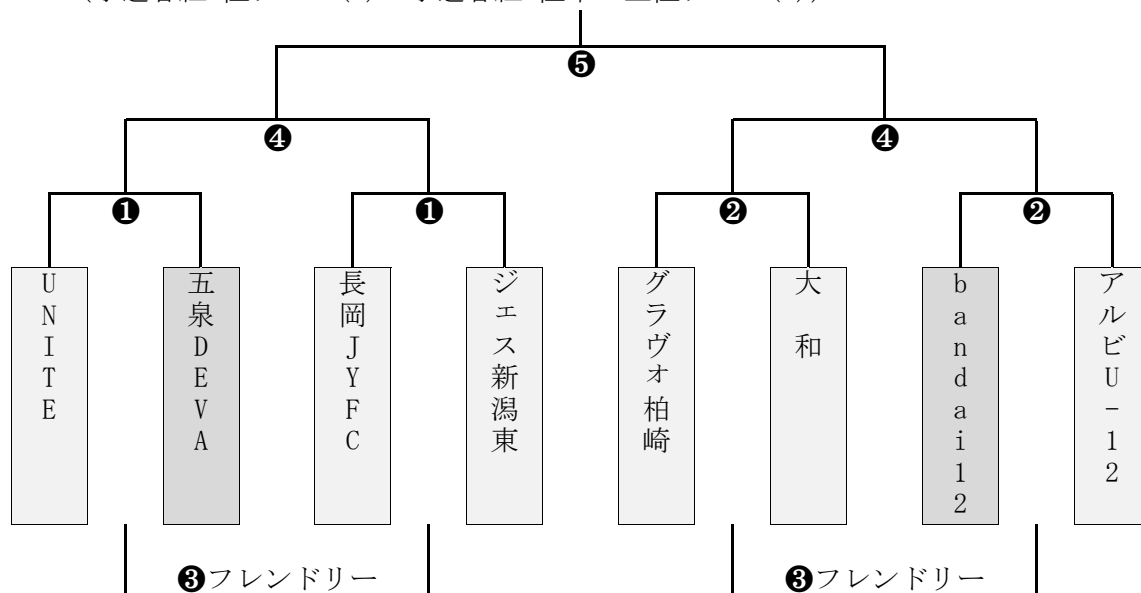 ❺
❹
❹
❶
❶
❷
❷
UNITE
五泉DEVA
長岡JYFC
ジェス新潟東
グラヴオ柏崎
大 和
bandai12
アルビU-12
❸フレンドリー
❸フレンドリー